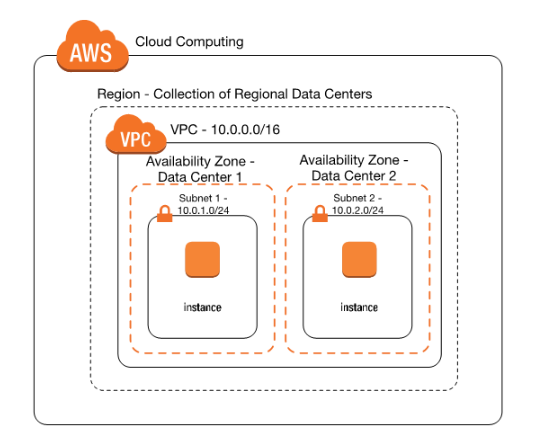 AWS
Cloud Computing
Region - Collection of Regional Data Centers
VPC
VPC - 10.0.0.0/16
Availability Zone -
Data Center 1
Subnet 1 -
10.0.1.0/24
instance
Availability Zone -
Data Center 2
Subnet 2 -
10.0.2.0/24
instance